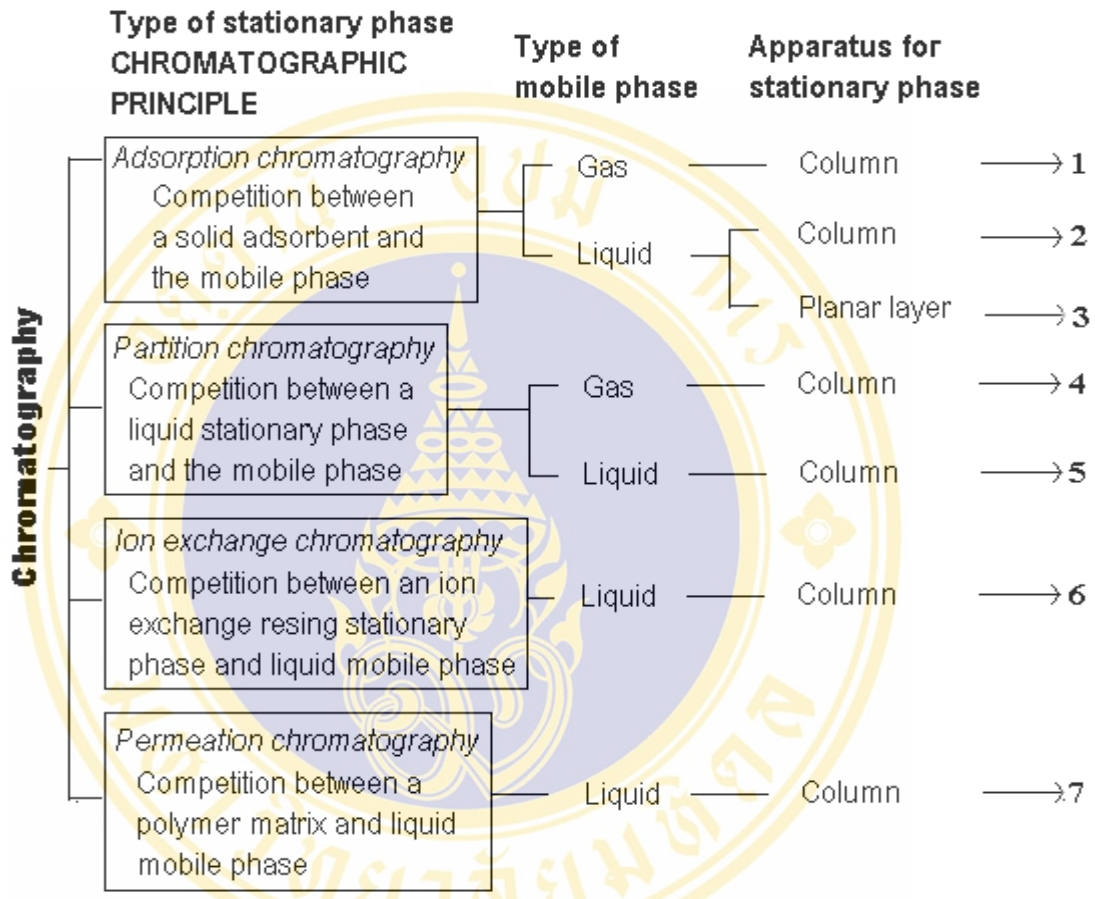 Type of stationary phase
CHROMATOGRAPHIC
PRINCIPLE
Type of
mobile phase
Apparatus for
stationary phase
Chromatography
Adsorption chromatography
Competition between
a solid adsorbent and
the mobile phase
Gas
Column
1
Liquid
Column
2
Planar layer
3
Partition chromatography
Competition between a
liquid stationary phase
and the mobile phase
Gas
Column
4
Liquid
Column
5
Ion exchange chromatography
Competition between an ion
exchange resing stationary
phase and liquid mobile phase
Liquid
Column
6
Permeation chromatography
Competition between a
polymer matrix and liquid
mobile phase
Liquid
Column
7